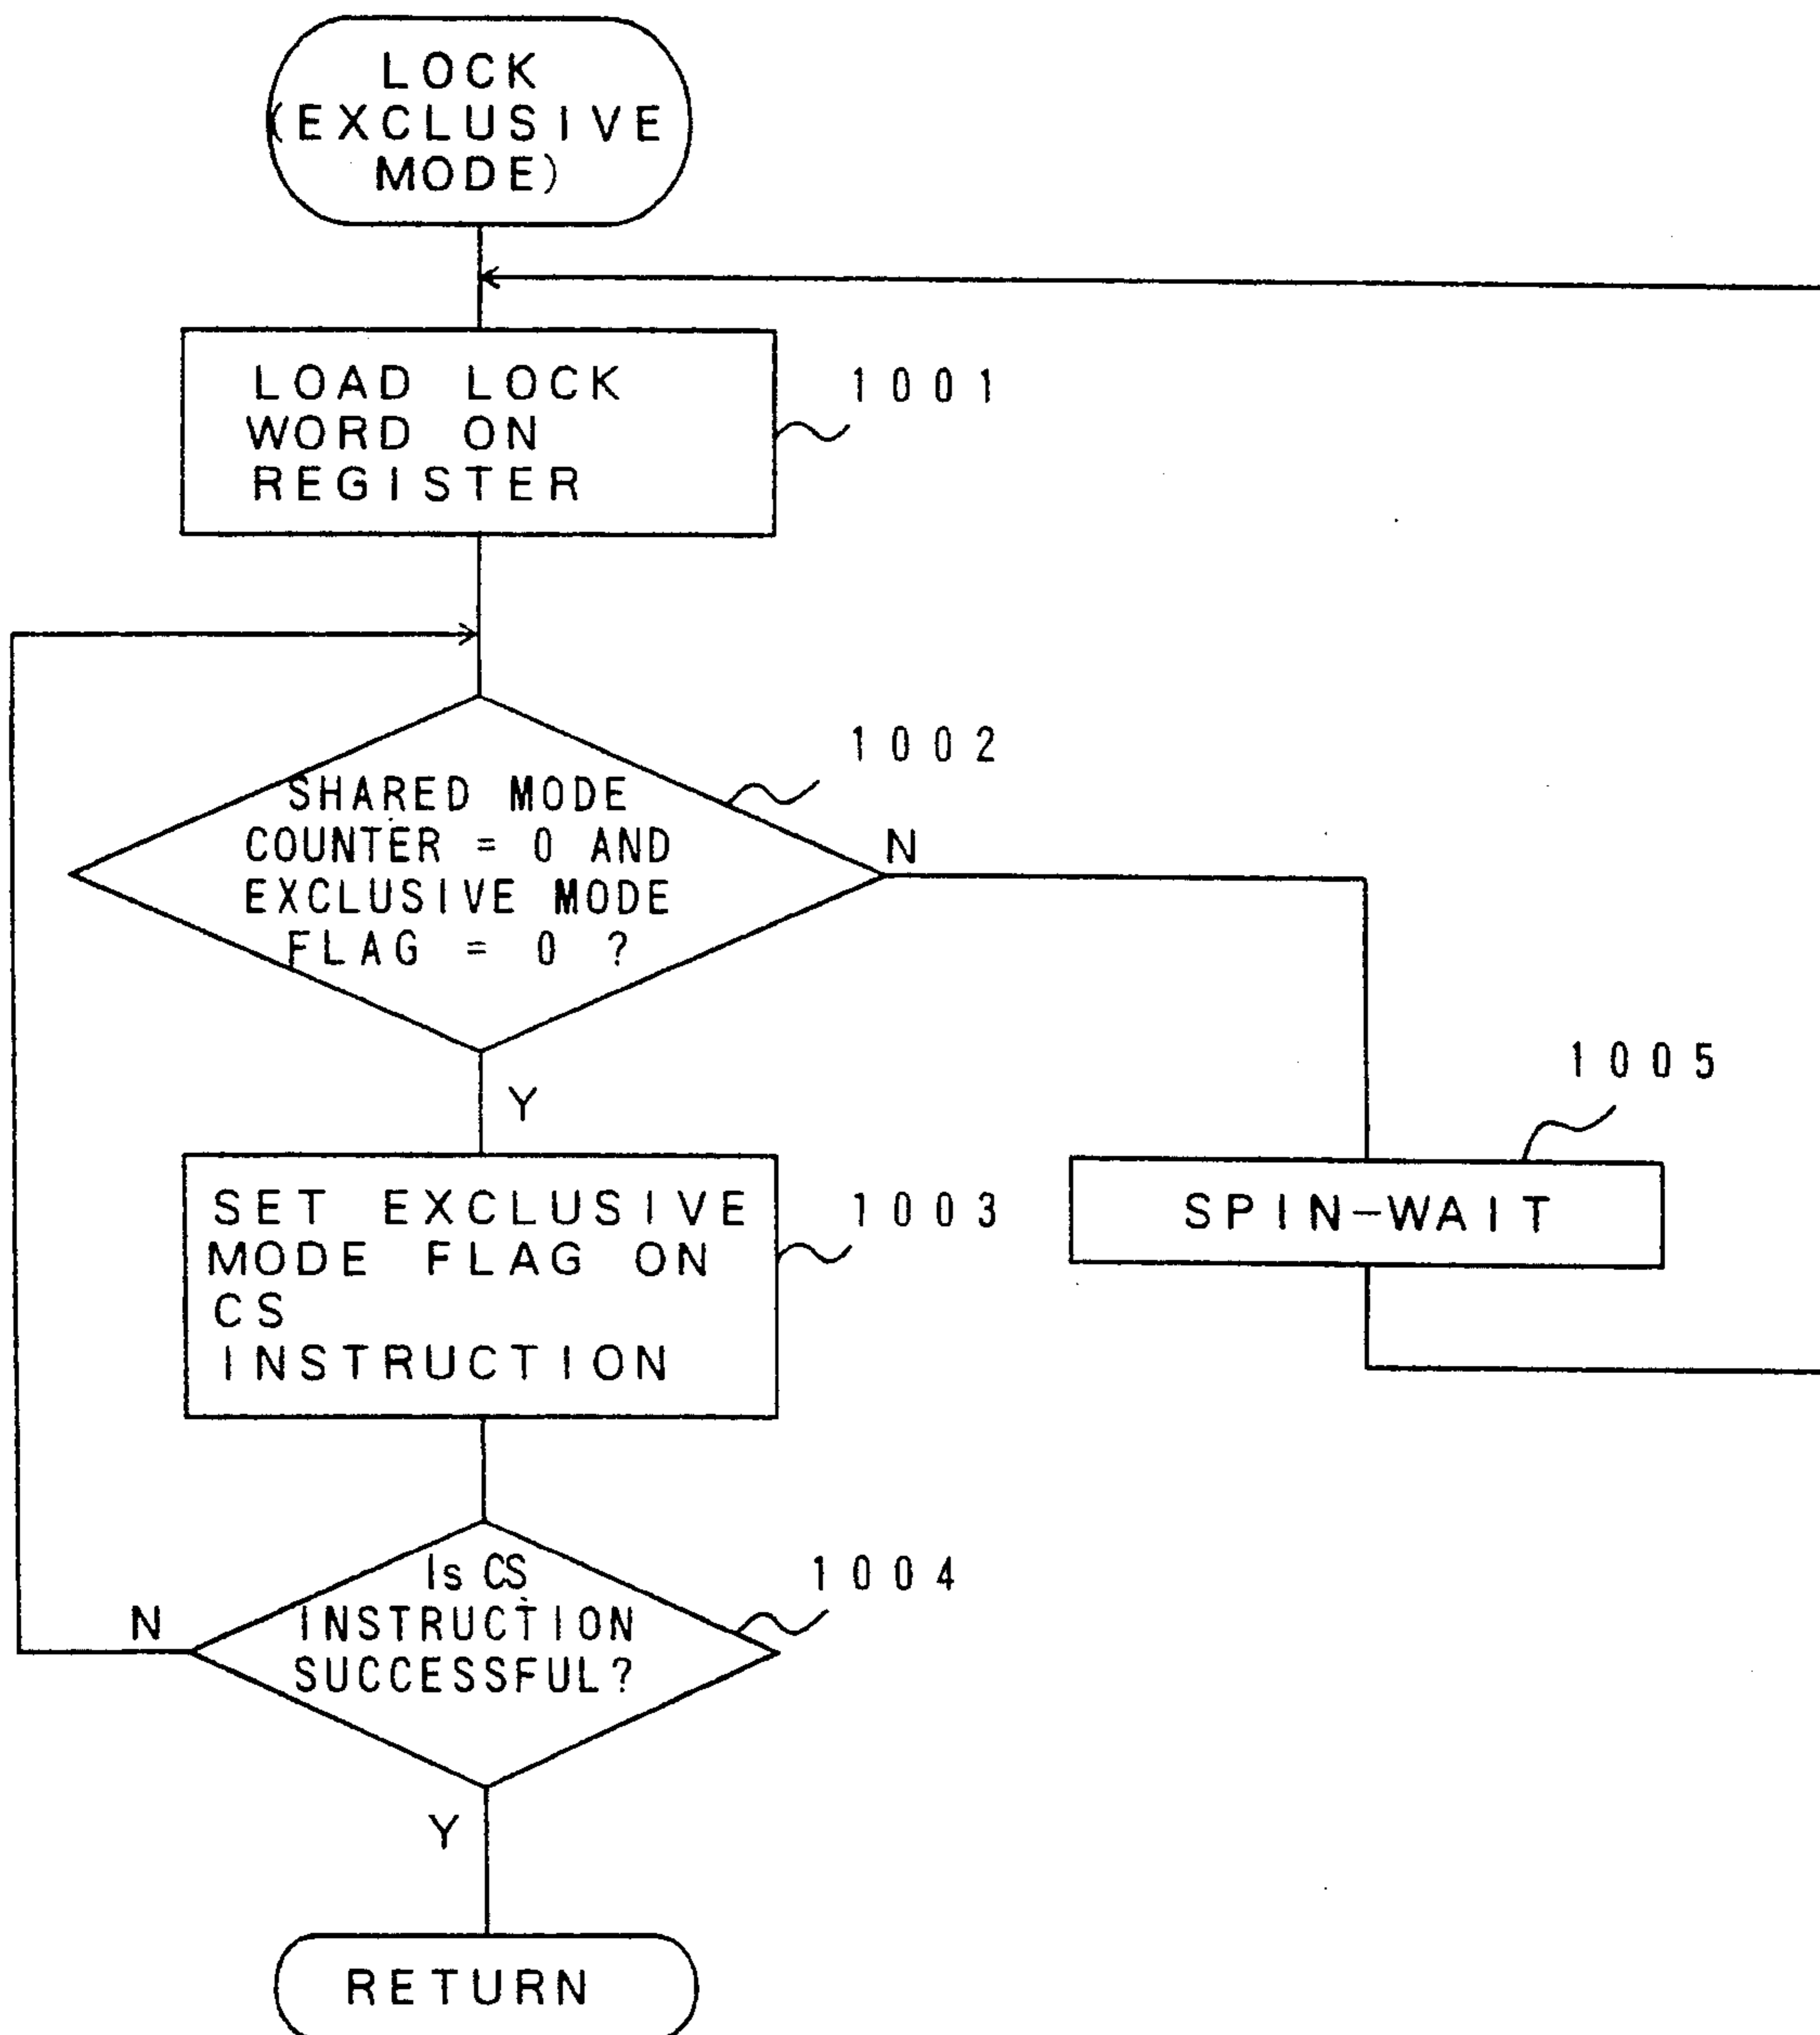 LOCK
(EXCLUSIVE
MODE)
LOAD LOCK
WORD ON
REGISTER
1001
1002
SHARED MODE
COUNTER = 0 AND
EXCLUSIVE MODE
FLAG = 0 ?
N
Y
1005
SPIN-WAIT
SET EXCLUSIVE
MODE FLAG ON
CS
INSTRUCTION
1003
Is CS
INSTRUCTION
SUCCESSFUL?
1004
N
Y
RETURN